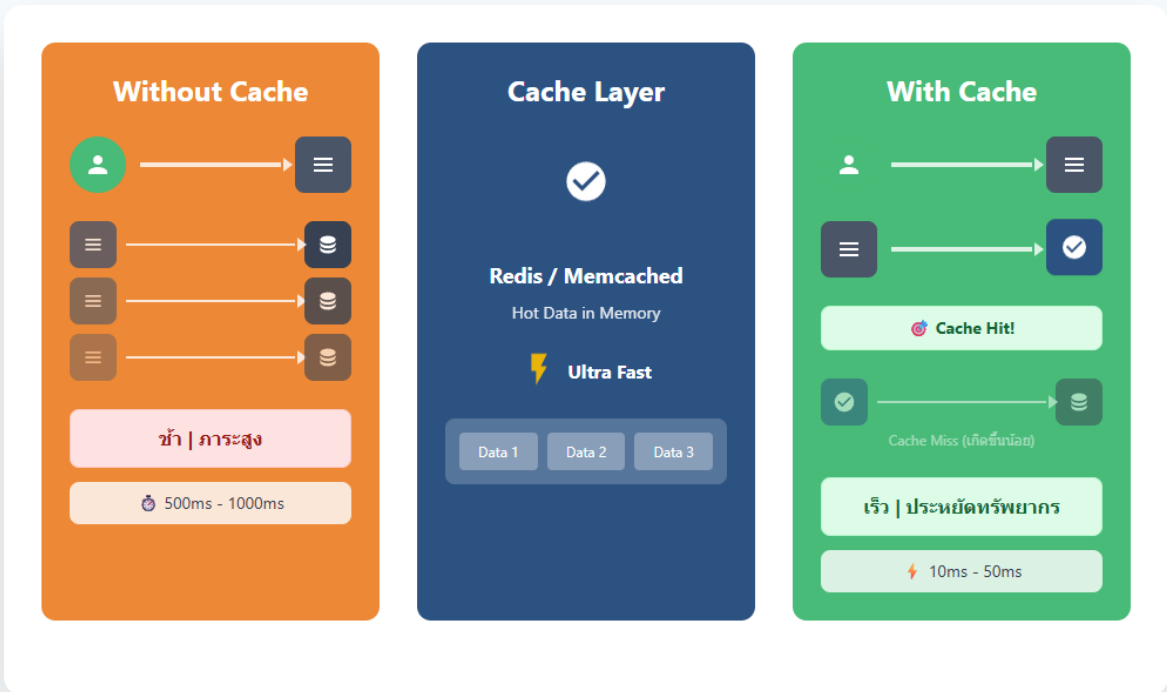 Without Cache
ช้า | ภาระสูง
⏱ 500ms - 1000ms
Cache Layer
Redis / Memcached
Hot Data in Memory
⚡ Ultra Fast
Data 1
Data 2
Data 3
With Cache
🎯 Cache Hit!
Cache Miss (เกิดขึ้นน้อย)
เร็ว | ประหยัดทรัพยากร
⚡ 10ms - 50ms